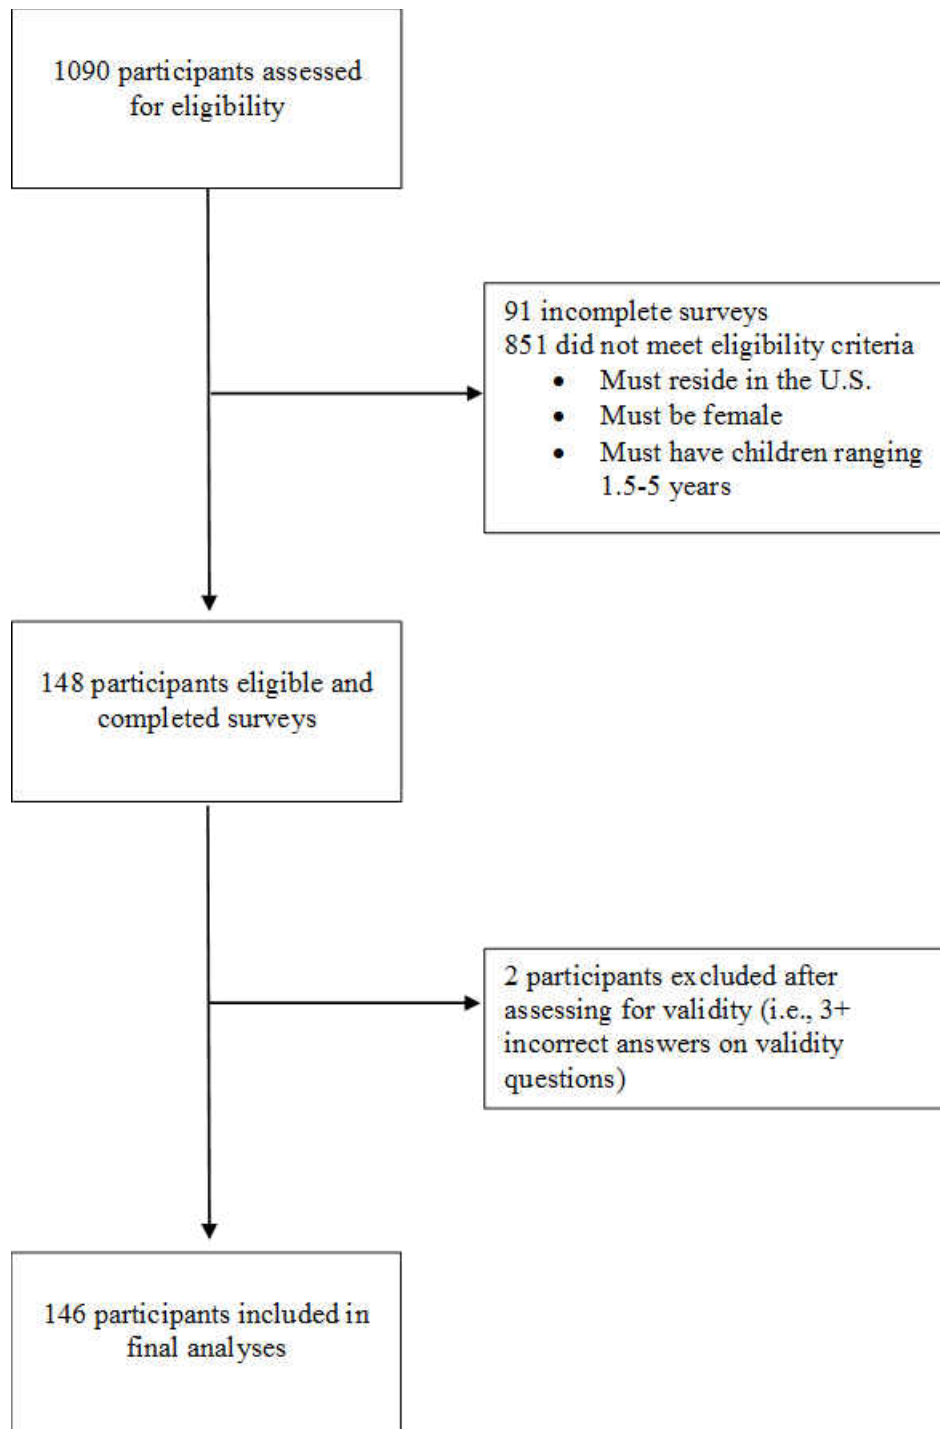 1090 participants assessed
for eligibility
91 incomplete surveys
851 did not meet eligibility criteria
• Must reside in the U.S.
• Must be female
• Must have children ranging
1.5-5 years
148 participants eligible and
completed surveys
2 participants excluded after
assessing for validity (i.e., 3+
incorrect answers on validity
questions)
146 participants included in
final analyses